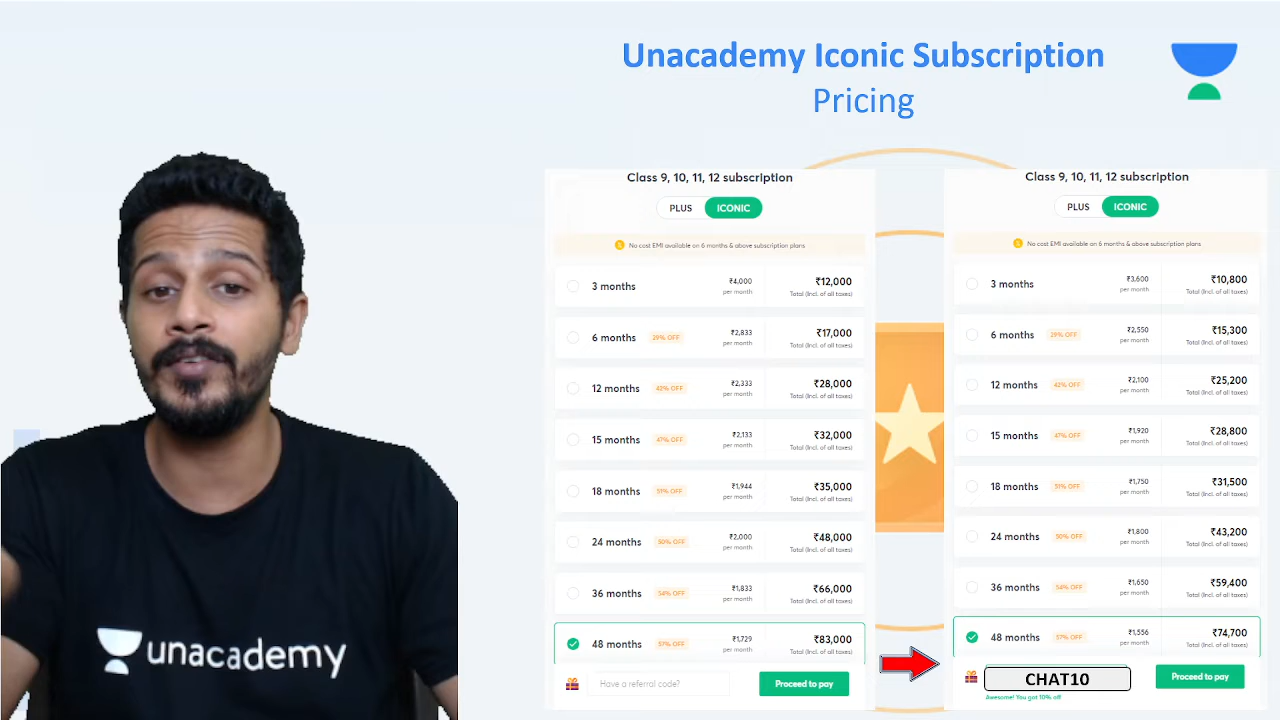 Unacademy Iconic Subscription
Pricing
Class 9, 10, 11, 12 subscription
PLUS ICONIC
No cost EMI available on 6 months & above subscription plans
3 months ₹4,000 per month ₹12,000 Total (Incl. of all taxes)
6 months 29% OFF ₹2,833 per month ₹17,000 Total (Incl. of all taxes)
12 months 42% OFF ₹2,333 per month ₹28,000 Total (Incl. of all taxes)
15 months 47% OFF ₹2,133 per month ₹32,000 Total (Incl. of all taxes)
18 months 51% OFF ₹1,944 per month ₹35,000 Total (Incl. of all taxes)
24 months 50% OFF ₹2,000 per month ₹48,000 Total (Incl. of all taxes)
36 months 54% OFF ₹1,833 per month ₹66,000 Total (Incl. of all taxes)
48 months 57% OFF ₹1,729 per month ₹83,000 Total (Incl. of all taxes)
Have a referral code? Proceed to pay
Class 9, 10, 11, 12 subscription
PLUS ICONIC
No cost EMI available on 6 months & above subscription plans
3 months ₹3,600 per month ₹10,800 Total (Incl. of all taxes)
6 months 29% OFF ₹2,550 per month ₹15,300 Total (Incl. of all taxes)
12 months 42% OFF ₹2,100 per month ₹25,200 Total (Incl. of all taxes)
15 months 47% OFF ₹1,920 per month ₹28,800 Total (Incl. of all taxes)
18 months 51% OFF ₹1,750 per month ₹31,500 Total (Incl. of all taxes)
24 months 50% OFF ₹1,800 per month ₹43,200 Total (Incl. of all taxes)
36 months 54% OFF ₹1,650 per month ₹59,400 Total (Incl. of all taxes)
48 months 57% OFF ₹1,556 per month ₹74,700 Total (Incl. of all taxes)
CHAT10 Proceed to pay
Awesome! You got 10% off
unacademy